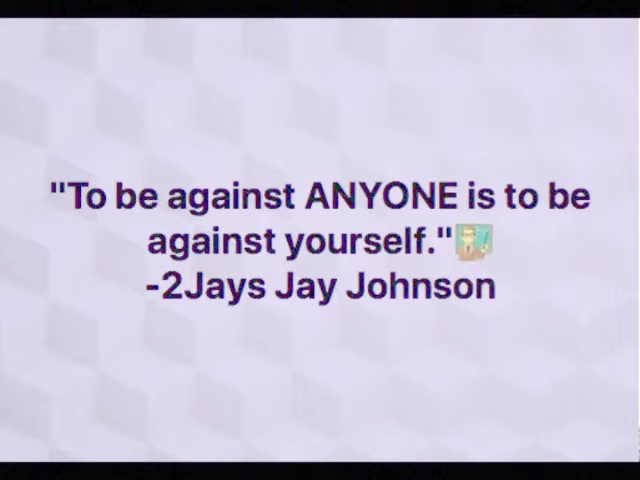 "To be against ANYONE is to be
against yourself."👨‍🏫
-2Jays Jay Johnson